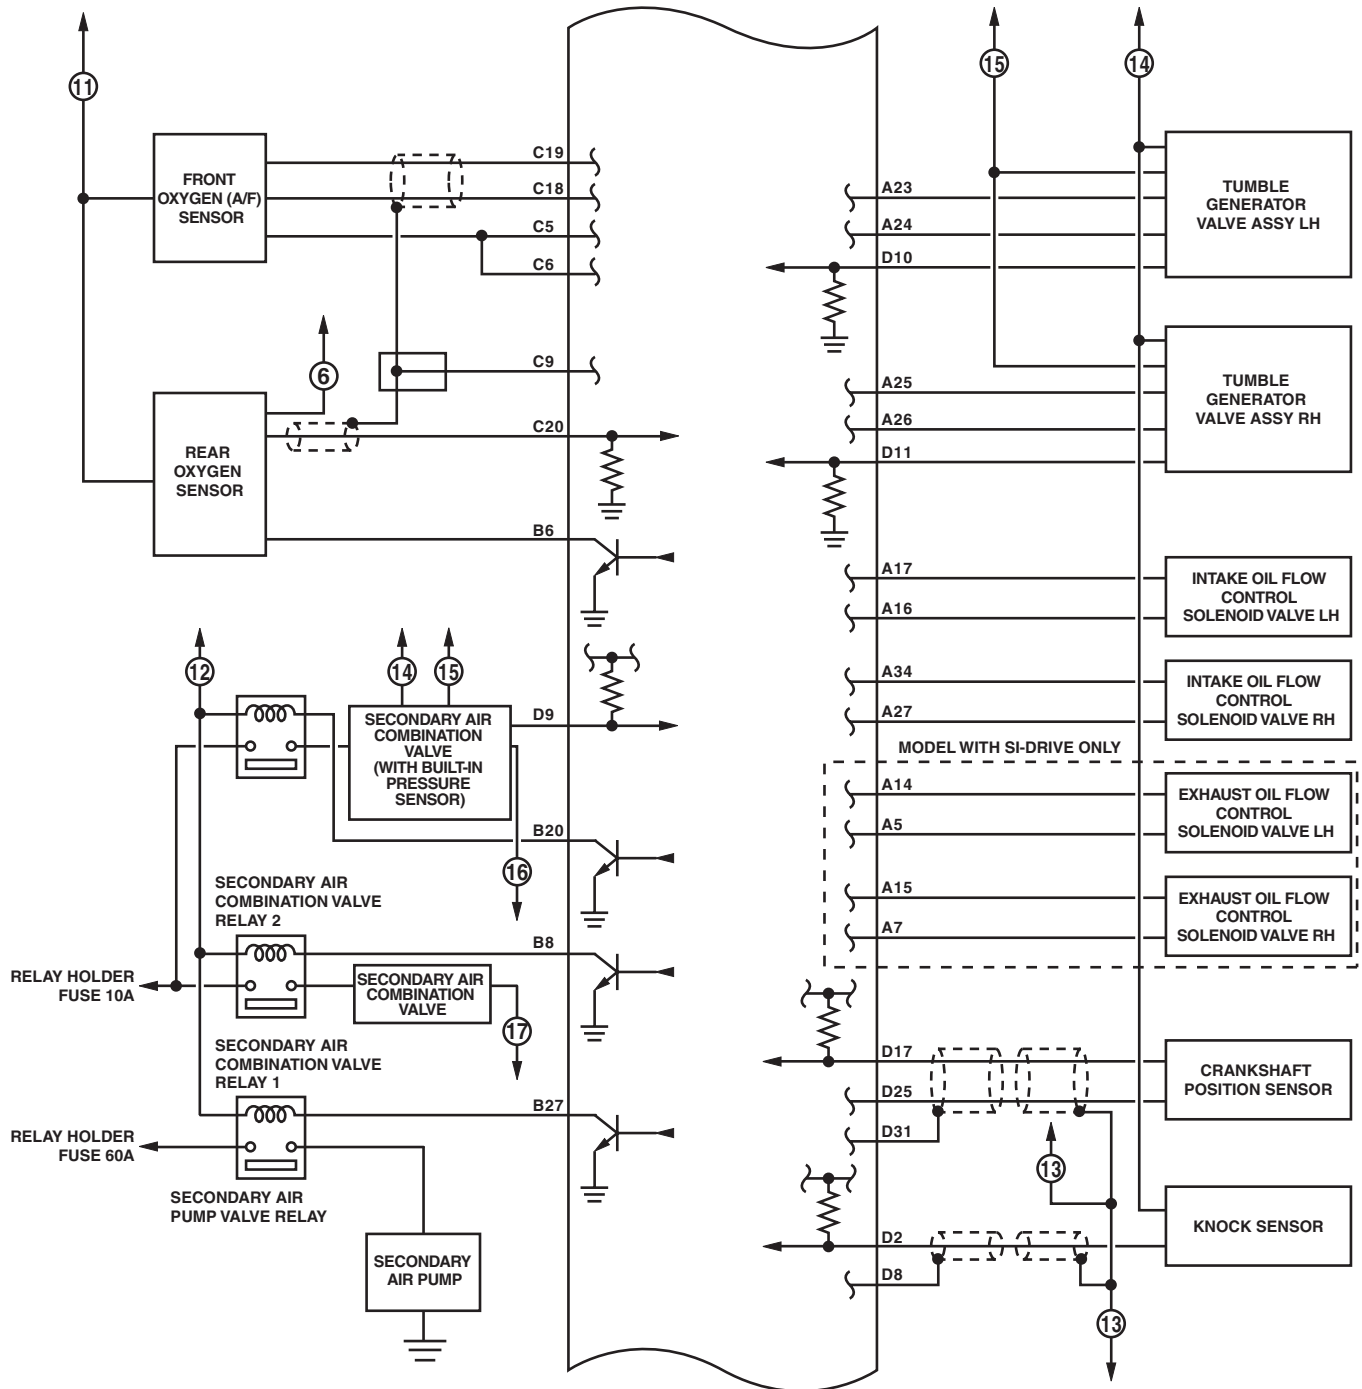 11
15
14
FRONT
OXYGEN (A/F)
SENSOR
C19
C18
C5
C6
A23
A24
D10
TUMBLE
GENERATOR
VALVE ASSY LH
6
C9
C20
REAR
OXYGEN
SENSOR
B6
A25
A26
D11
TUMBLE
GENERATOR
VALVE ASSY RH
A17
A16
INTAKE OIL FLOW
CONTROL
SOLENOID VALVE LH
12
14
15
SECONDARY AIR
COMBINATION
VALVE
(WITH BUILT-IN
PRESSURE
SENSOR)
D9
A34
A27
INTAKE OIL FLOW
CONTROL
SOLENOID VALVE RH
MODEL WITH SI-DRIVE ONLY
B20
16
A14
A5
EXHAUST OIL FLOW
CONTROL
SOLENOID VALVE LH
SECONDARY AIR
COMBINATION VALVE
RELAY 2
A15
A7
EXHAUST OIL FLOW
CONTROL
SOLENOID VALVE RH
B8
RELAY HOLDER
FUSE 10A
SECONDARY AIR
COMBINATION
VALVE
17
SECONDARY AIR
COMBINATION VALVE
RELAY 1
D17
D25
D31
CRANKSHAFT
POSITION SENSOR
B27
RELAY HOLDER
FUSE 60A
13
SECONDARY AIR
PUMP VALVE RELAY
D2
D8
KNOCK SENSOR
SECONDARY
AIR PUMP
13